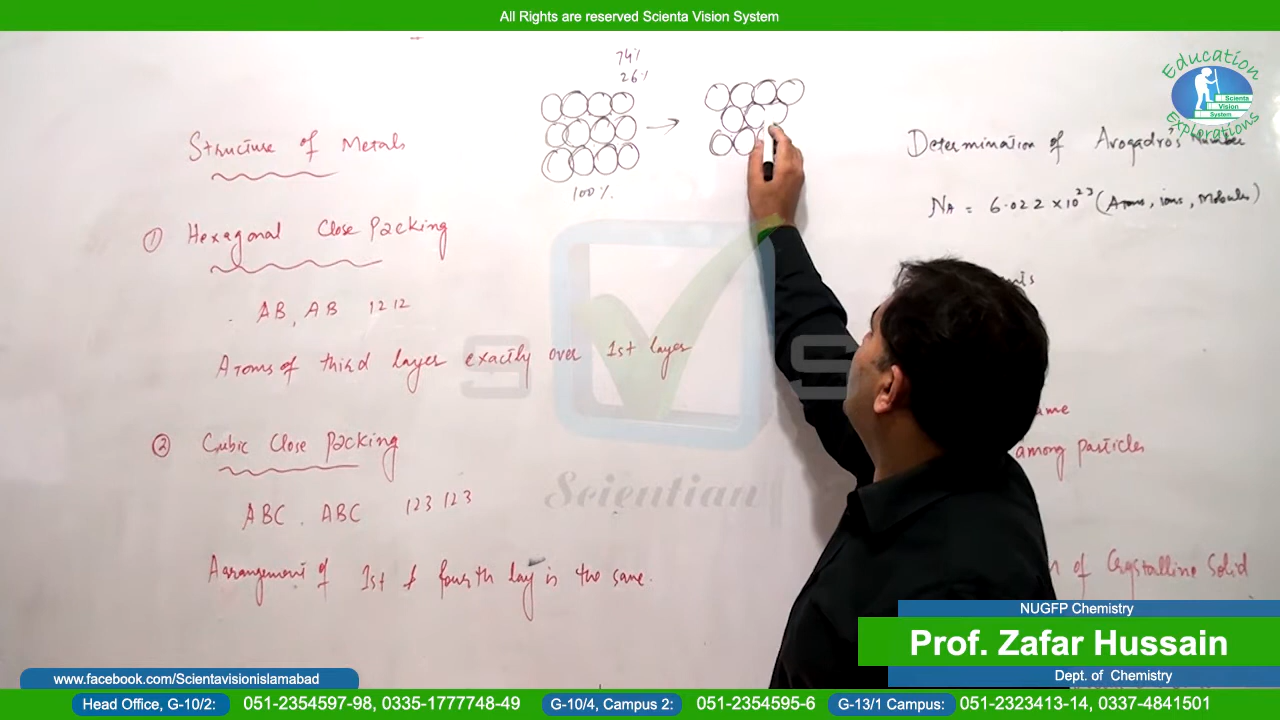 All Rights are reserved Scienta Vision System
74%
26%
100%
Structure of Metals
① Hexagonal Close Packing
AB, AB 12 12
Atoms of third layer exactly over 1st layer
② Cubic Close Packing
ABC . ABC 123 123
Arrangement of 1st & fourth lay is the same.
Education
Explorations
Scienta
Vision
System
Determination of Avogadro's Number
NA = 6.022 x 10 23 (Atoms, ions, Molecules)
ame
among particles
of Crystalline Solid
S S
Scientian
NUGFP Chemistry
Prof. Zafar Hussain
Dept. of Chemistry
www.facebook.com/Scientavisionislamabad
Head Office, G-10/2: 051-2354597-98, 0335-1777748-49 G-10/4, Campus 2: 051-2354595-6 G-13/1 Campus: 051-2323413-14, 0337-4841501